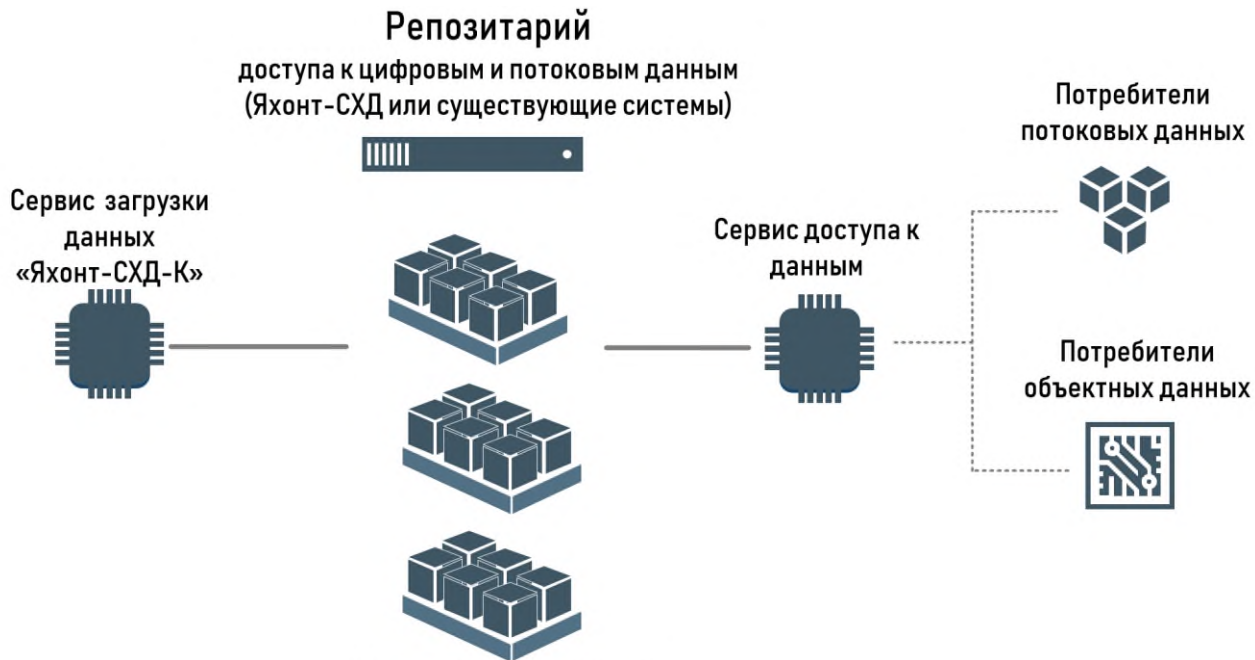 Репозитарий
доступа к цифровым и потоковым данным
(Яхонт-СХД или существующие системы)
Сервис загрузки
данных
«Яхонт-СХД-К»
Сервис доступа к
данным
Потребители
потоковых данных
Потребители
объектных данных